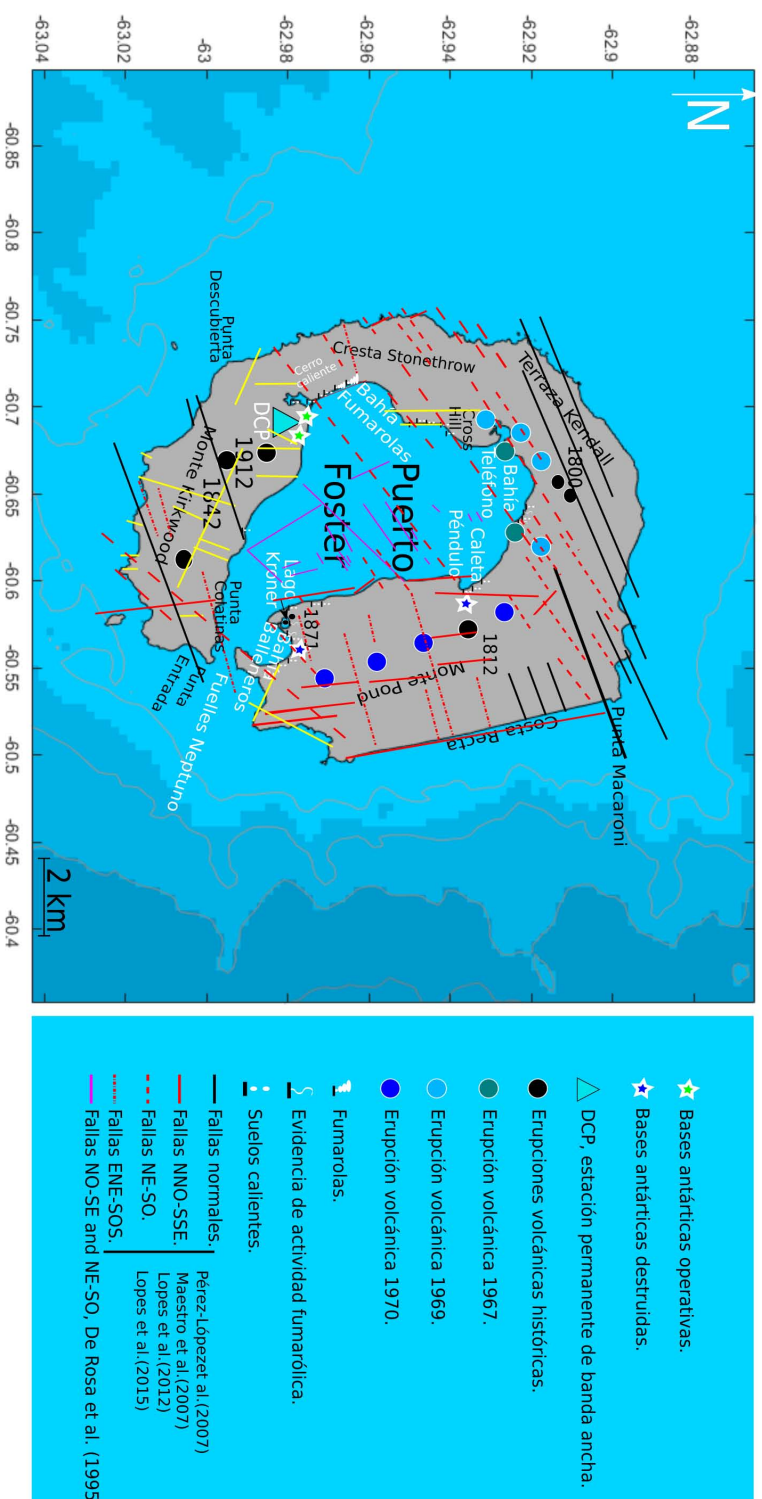 N
-62.88
-62.9
-62.92
-62.94
-62.96
-62.98
-63
-63.02
-63.04
-60.85
-60.8
-60.75
-60.7
-60.65
-60.6
-60.55
-60.5
-60.45
-60.4
Punta Macaroni
Terraza Kendall
1800
Costa Recta
Cresta Stonethrow
Cross
Hill
Bahía
Teléfono
Caleta
Péndulo
1812
Monte Pond
Bahía
Fumarolas
Puerto
Foster
Cerro
caliente
DCP
Lago
Kroner
1871
Bahía
Balleneros
Punta
Descubierta
1912
1842
Monte Kirkwood
Punta
Colatinas
Fuelles Neptuno
Punta
Entrada
2 km
Bases antárticas operativas.
Bases antárticas destruidas.
DCP, estación permanente de banda ancha.
Erupciones volcánicas históricas.
Erupción volcánica 1967.
Erupción volcánica 1969.
Erupción volcánica 1970.
Fumarolas.
Evidencia de actividad fumarólica.
Suelos calientes.
Fallas normales.
Fallas NNO-SSE.
Fallas NE-SO.
Fallas ENE-SOS.
Pérez-Lópezet al.(2007)
Maestro et al.(2007)
Lopes et al.(2012)
Lopes et al.(2015)
Fallas NO-SE and NE-SO, De Rosa et al. (1995